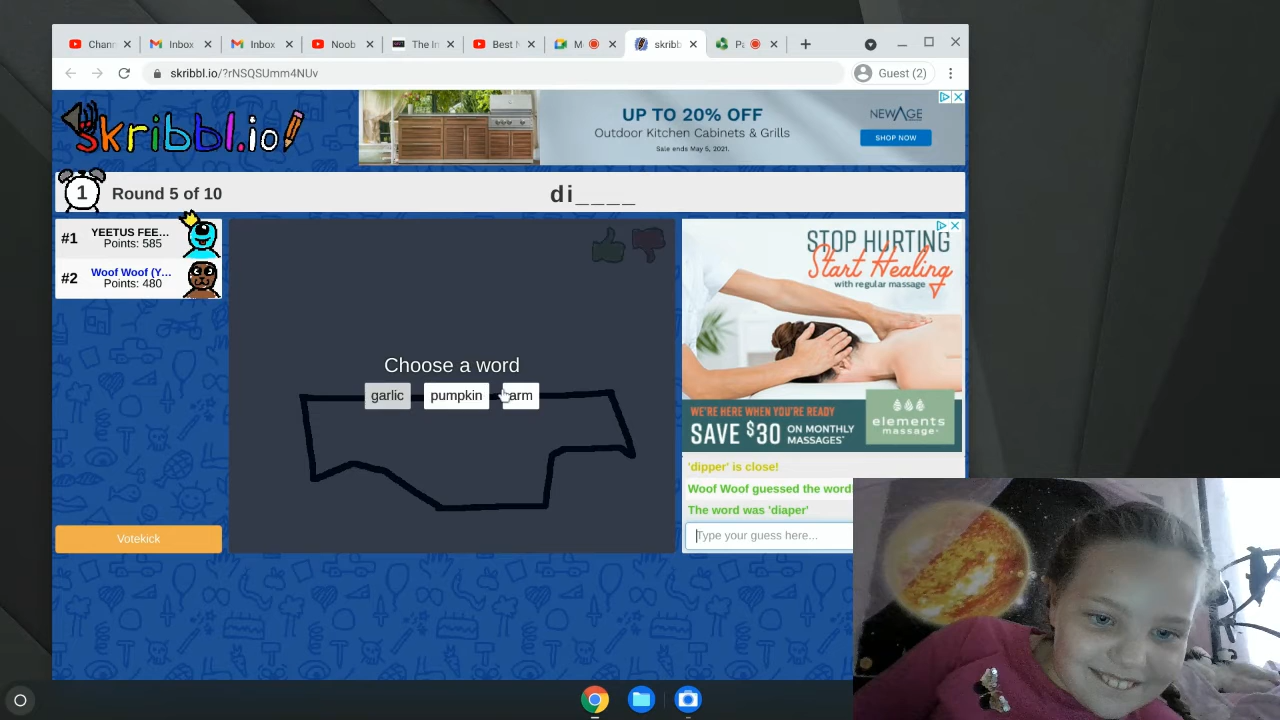 Chann
Inbox
Inbox
Noob
The In
Best N
M
skribb
Pa
skribbl.io/?rNSQSUmm4NUv
Guest (2)
skribbl.io
UP TO 20% OFF
Outdoor Kitchen Cabinets & Grills
Sale ends May 5, 2021.
NEWAGE
SHOP NOW
1
Round 5 of 10
di____
#1
YEETUS FEE...
Points: 585
#2
Woof Woof (Y...
Points: 480
Choose a word
garlic
pumpkin
arm
STOP HURTING
Start Healing
with regular massage
WE'RE HERE WHEN YOU'RE READY
SAVE $30 ON MONTHLY MASSAGES*
elements
massage
'dipper' is close!
Woof Woof guessed the word
The word was 'diaper'
Type your guess here...
Votekick